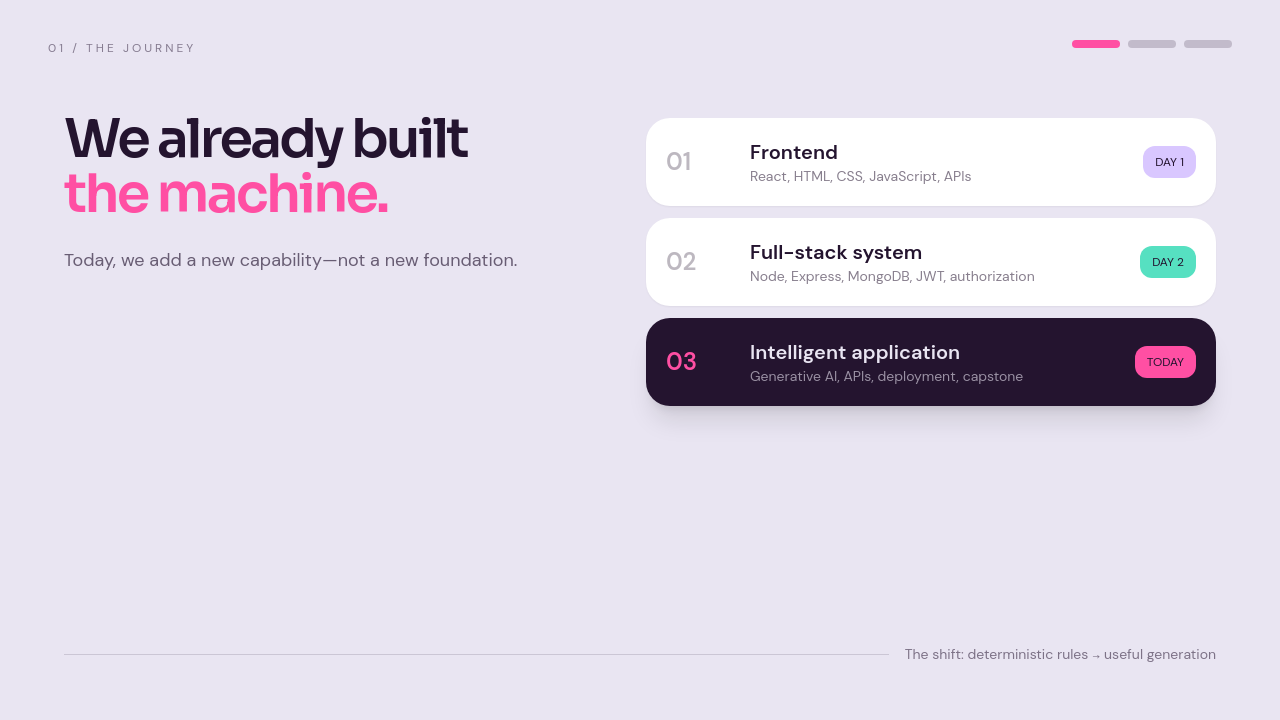 01 / THE JOURNEY
We already built
the machine.
Today, we add a new capability—not a new foundation.
01
Frontend
React, HTML, CSS, JavaScript, APIs
DAY 1
02
Full-stack system
Node, Express, MongoDB, JWT, authorization
DAY 2
03
Intelligent application
Generative AI, APIs, deployment, capstone
TODAY
The shift: deterministic rules → useful generation